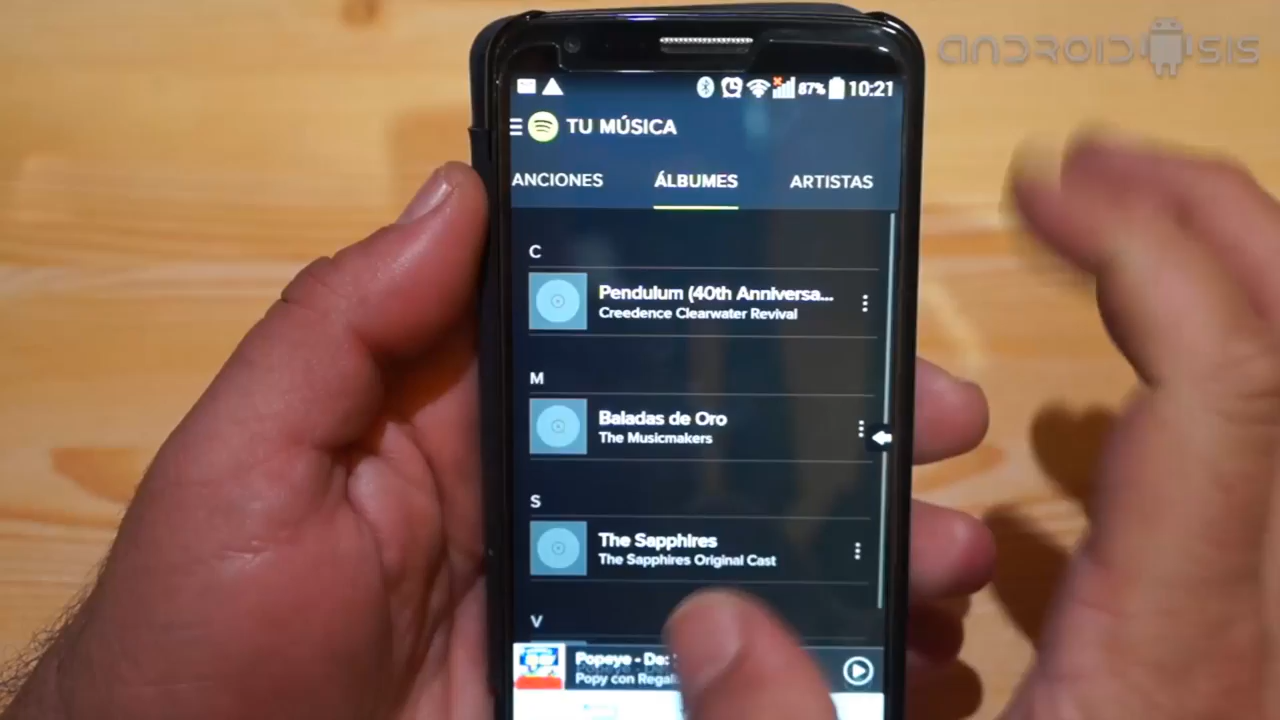 ANDROIDSIS
87% 10:21
TU MÚSICA
ANCIONES ÁLBUMES ARTISTAS
C
Pendulum (40th Anniversa...
Creedence Clearwater Revival
M
Baladas de Oro
The Musicmakers
S
The Sapphires
The Sapphires Original Cast
V
Popeye - De:
Popy con Regal